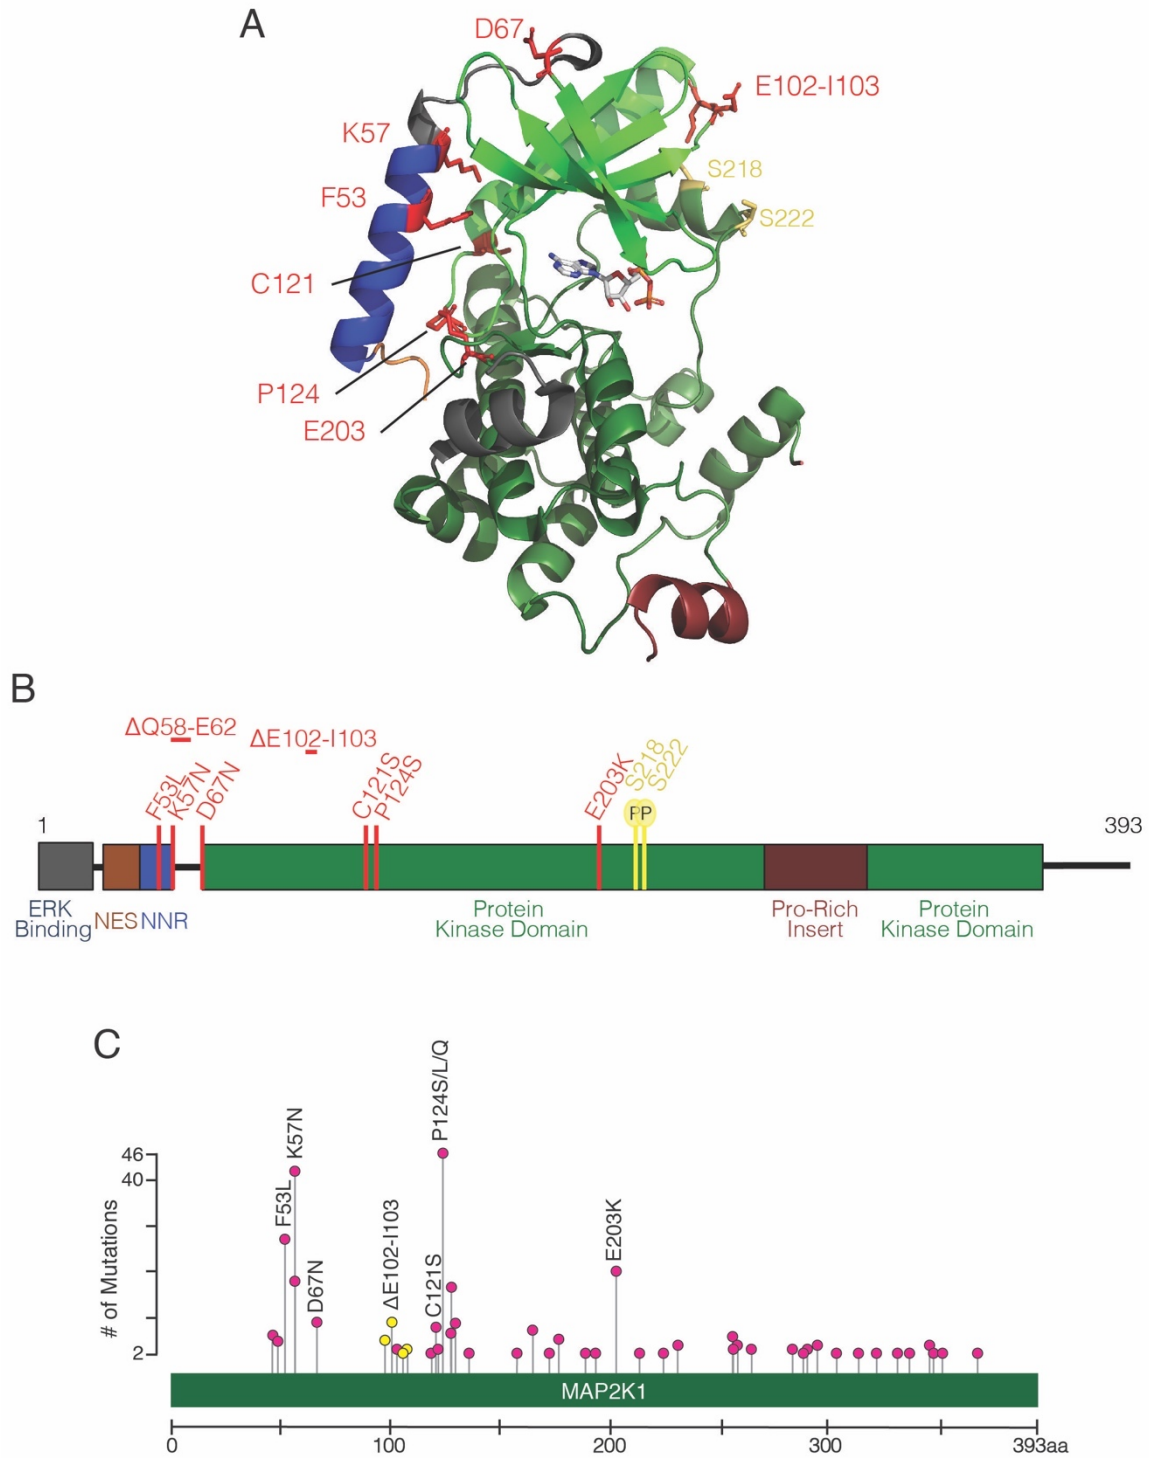 A
D67
E102-I103
K57
S218
F53
S222
C121
P124
E203
B
ΔQ58-E62
ΔE102-I103
F53L
K57N
D67N
C121S
P124S
E203K
S218
S222
PP
1
393
ERK
Binding
NES
NNR
Protein
Kinase Domain
Pro-Rich
Insert
Protein
Kinase Domain
C
# of Mutations
46
40
2
F53L
K57N
D67N
ΔE102-I103
C121S
P124S/L/Q
E203K
MAP2K1
0
100
200
300
393aa